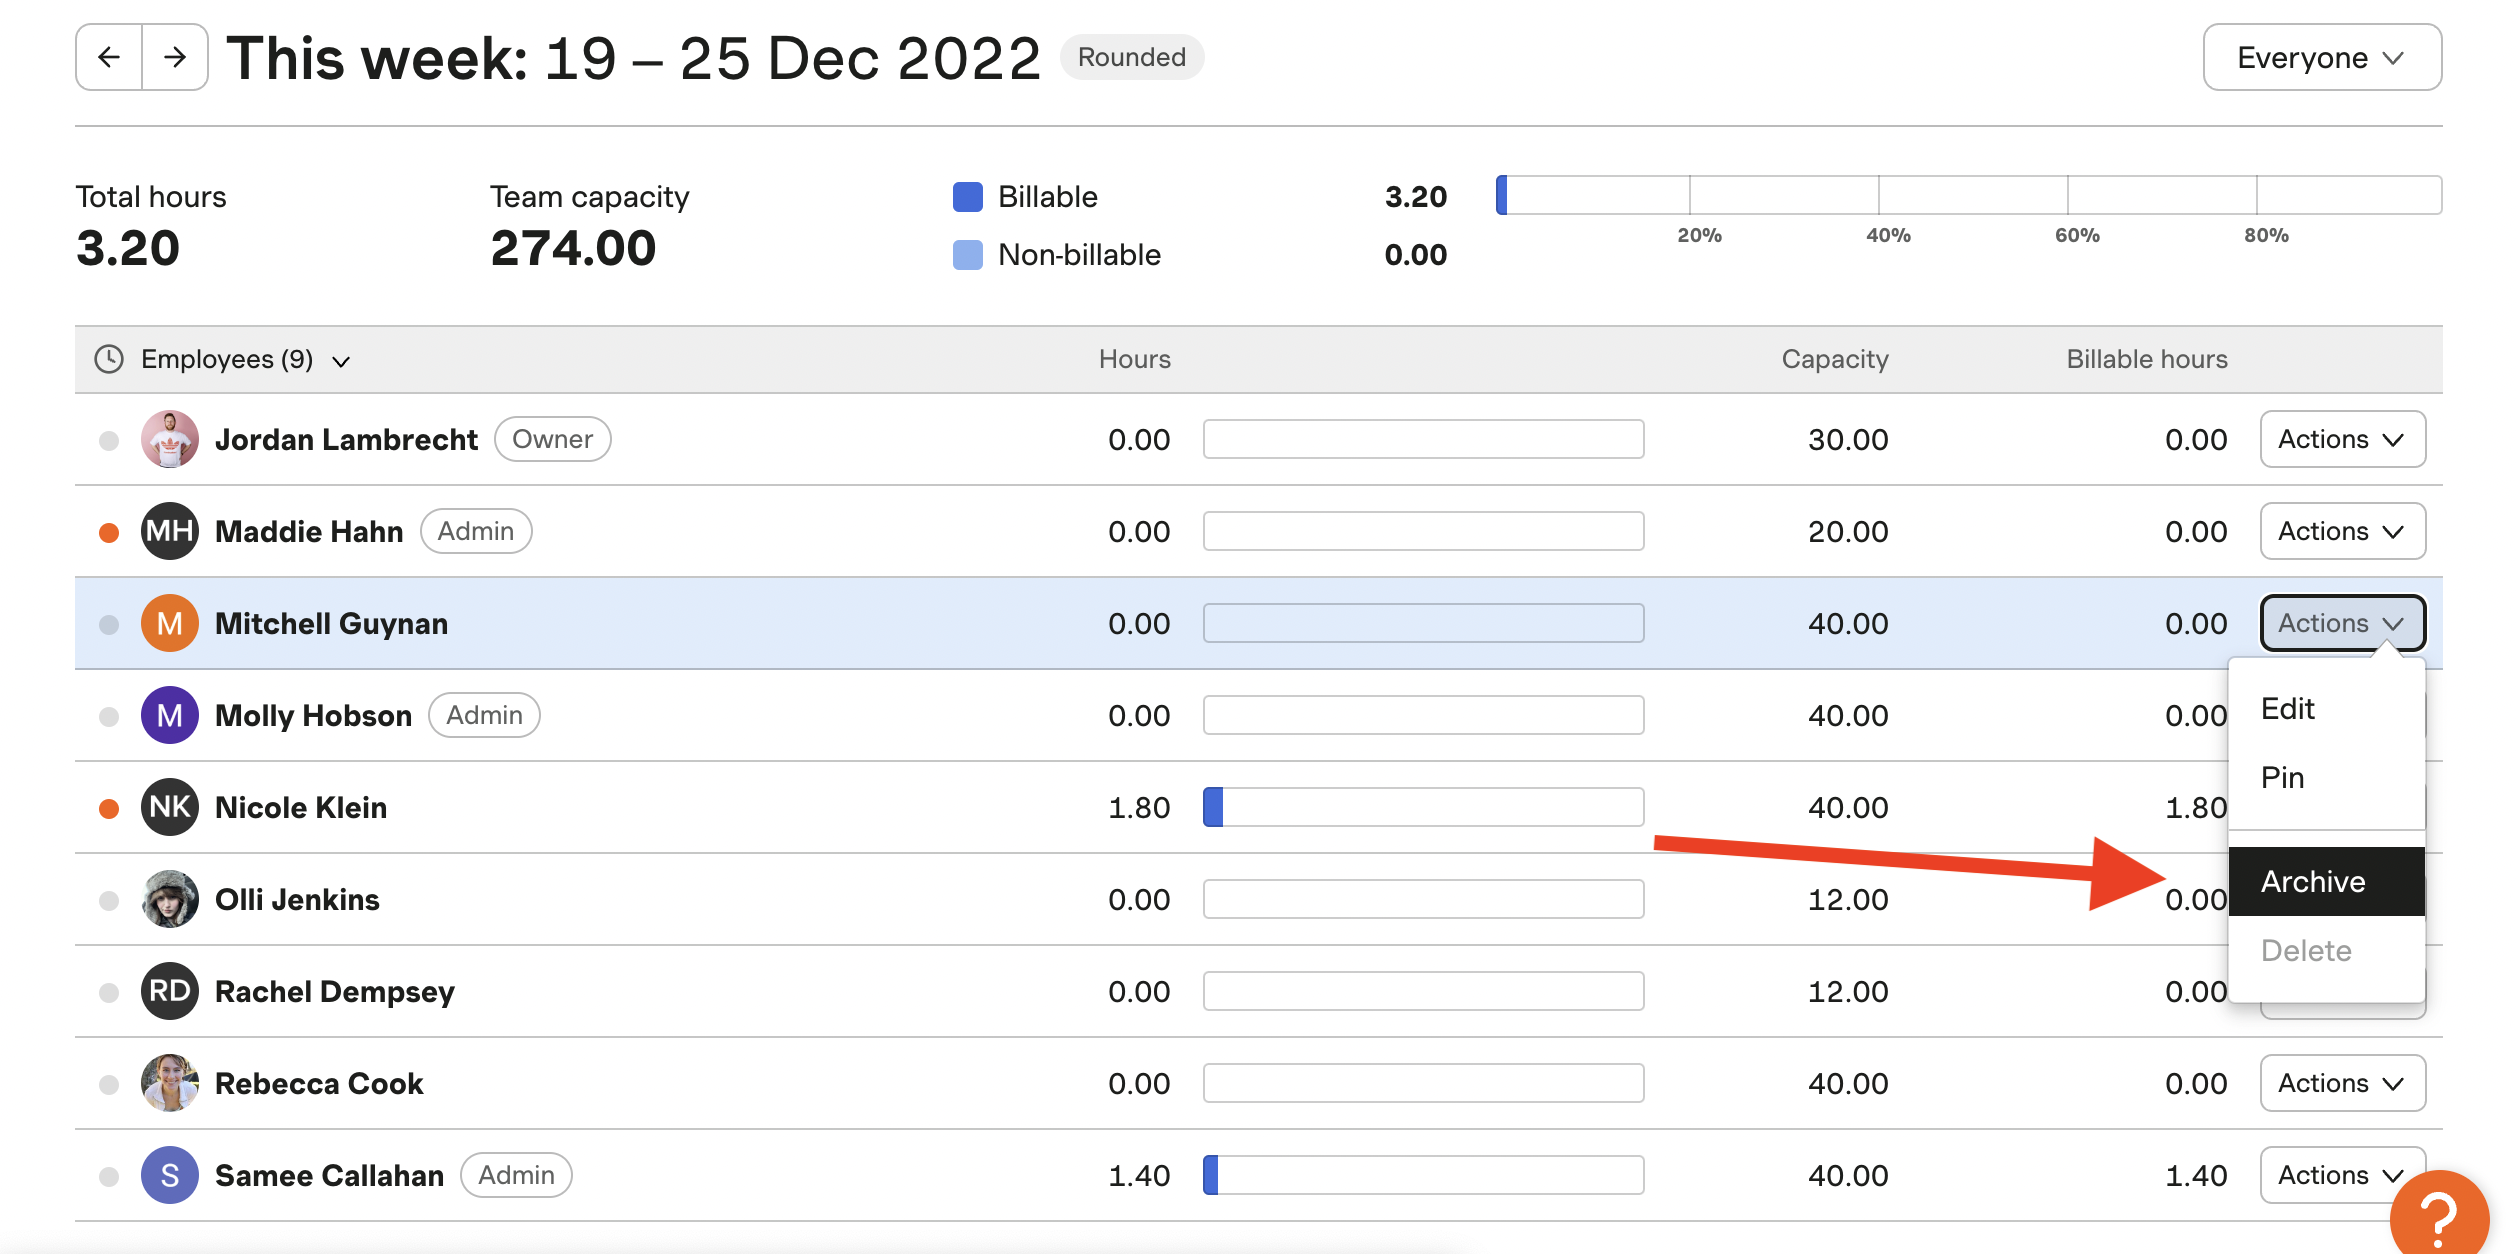 This week: 19 – 25 Dec 2022 Rounded Everyone
Total hours Team capacity Billable 3.20
3.20 274.00 Non-billable 0.00
20% 40% 60% 80%
Employees (9) Hours Capacity Billable hours
Jordan Lambrecht Owner 0.00 30.00 0.00 Actions
MH Maddie Hahn Admin 0.00 20.00 0.00 Actions
M Mitchell Guynan 0.00 40.00 0.00 Actions
M Molly Hobson Admin 0.00 40.00 0.00
NK Nicole Klein 1.80 40.00 1.80
Olli Jenkins 0.00 12.00 0.00
RD Rachel Dempsey 0.00 12.00 0.00
Rebecca Cook 0.00 40.00 0.00 Actions
S Samee Callahan Admin 1.40 40.00 1.40 Actions
Edit
Pin
Archive
Delete
?